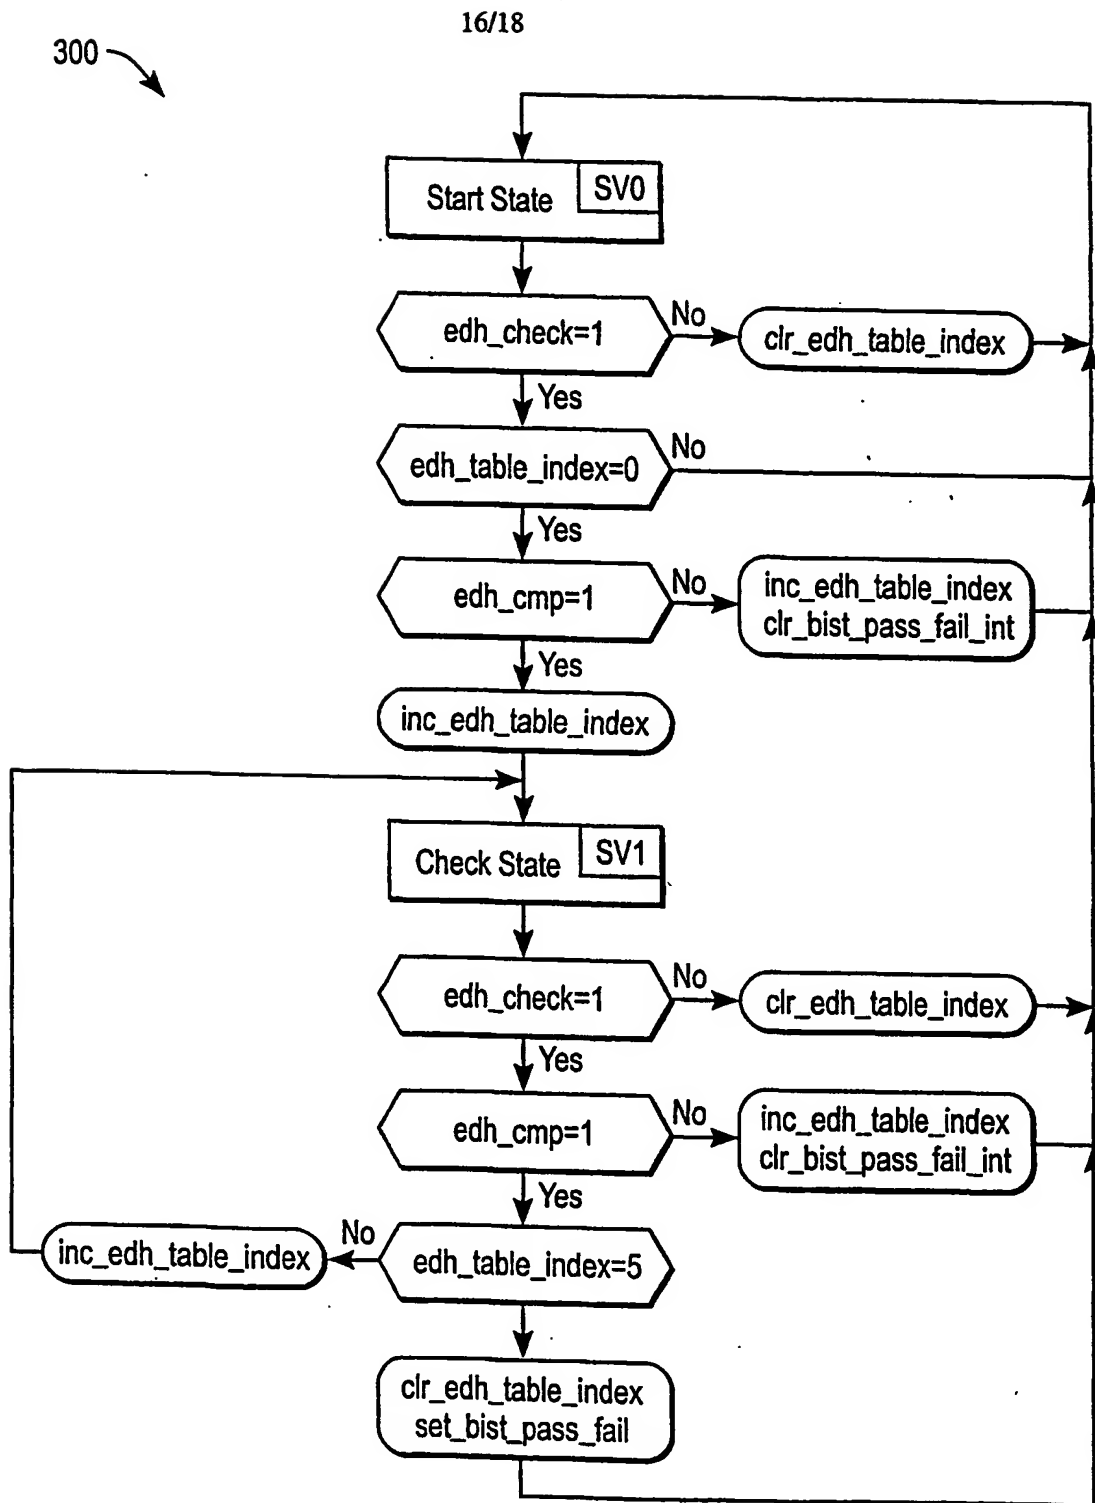 16/18
300
Start State
SV0
edh_check=1
No
clr_edh_table_index
Yes
edh_table_index=0
No
Yes
edh_cmp=1
No
inc_edh_table_index
clr_bist_pass_fail_int
Yes
inc_edh_table_index
Check State
SV1
edh_check=1
No
clr_edh_table_index
Yes
edh_cmp=1
No
inc_edh_table_index
clr_bist_pass_fail_int
Yes
inc_edh_table_index
No
edh_table_index=5
clr_edh_table_index
set_bist_pass_fail